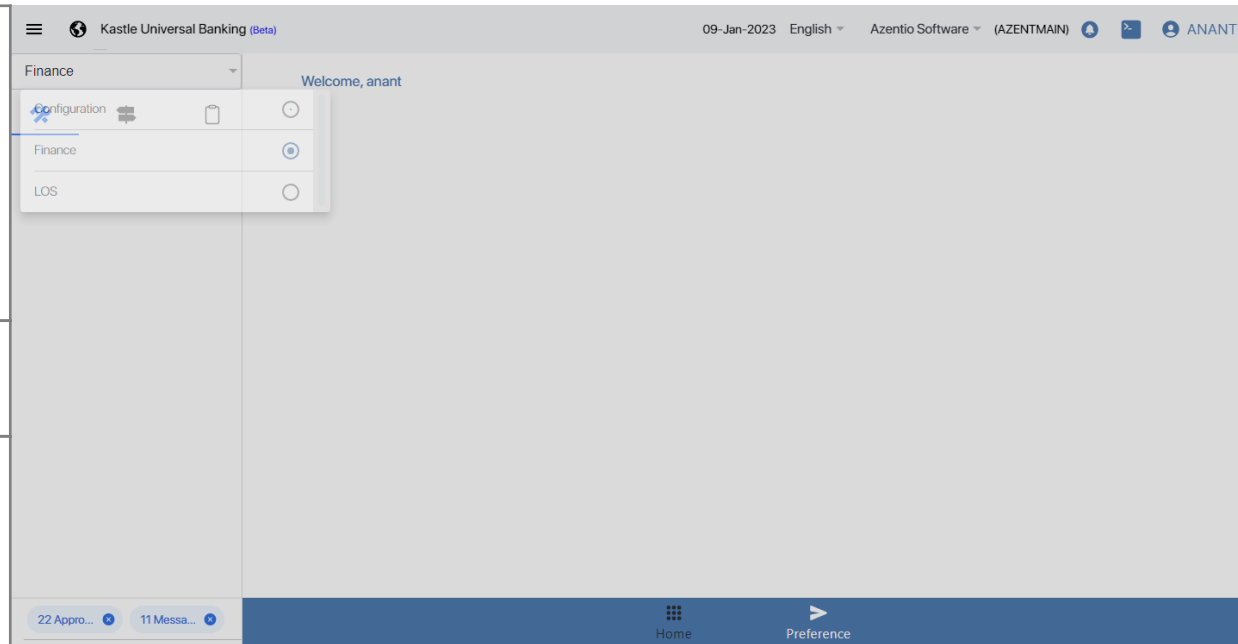 Kastle Universal Banking (Beta) 09-Jan-2023 English Azentio Software (AZENTMAIN) ANANT
Finance
Welcome, anant
Configuration
Finance
LOS
22 Appro... 11 Messa...
Home Preference